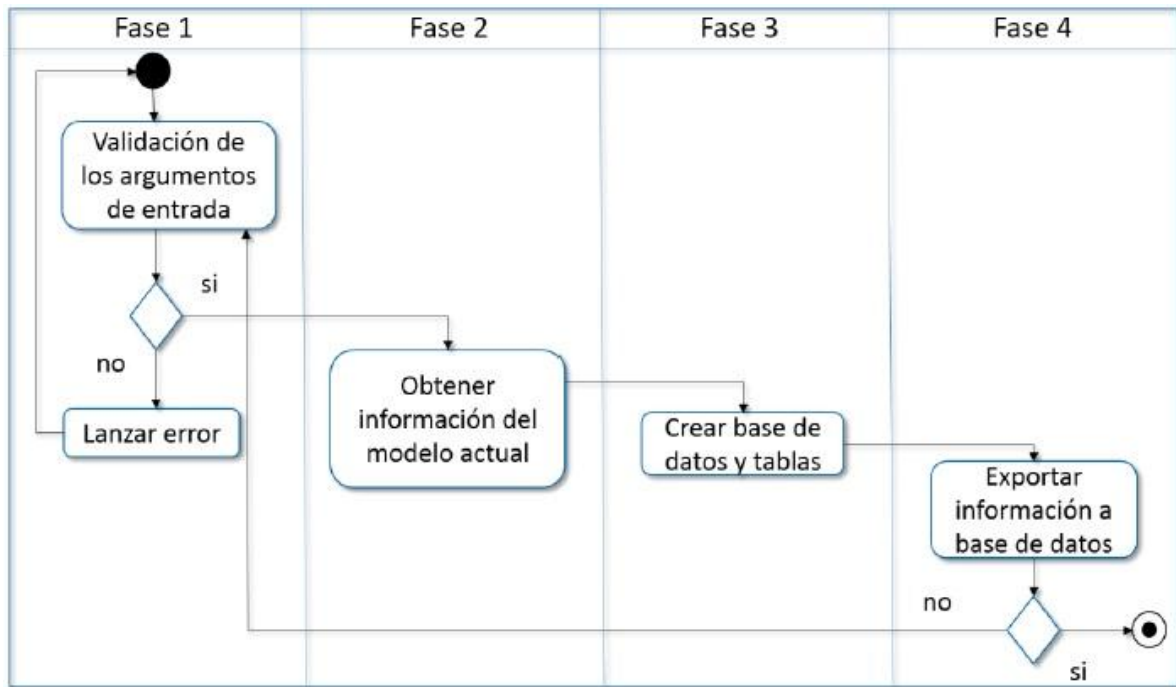 Fase 1
Fase 2
Fase 3
Fase 4
Validación de
los argumentos
de entrada
si
no
Lanzar error
Obtener
información del
modelo actual
Crear base de
datos y tablas
Exportar
información a
base de datos
no
si